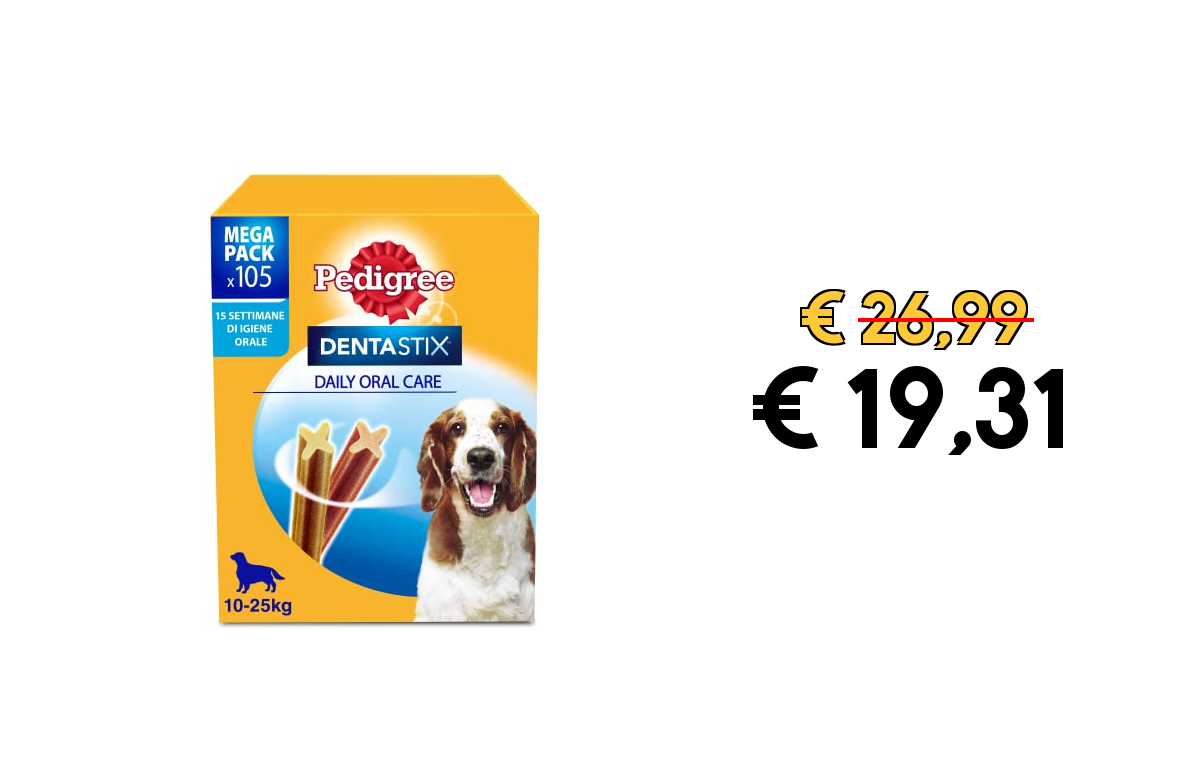 MEGA
PACK
x105
15 SETTIMANE
DI IGIENE
ORALE
Pedigree
DENTASTIX
DAILY ORAL CARE
10-25kg
€ 26,99
€ 19,31